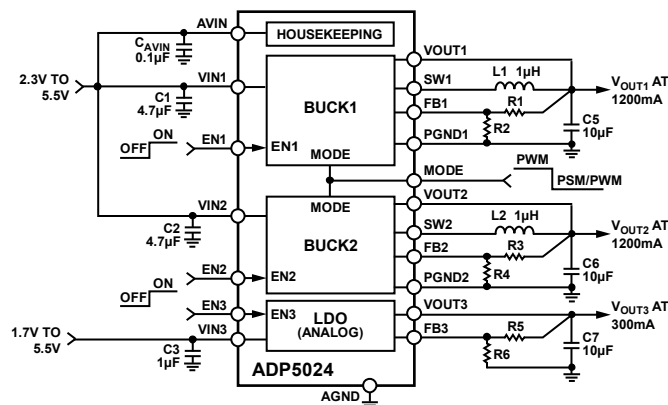 AVIN
HOUSEKEEPING
CAVIN
0.1µF
VOUT1
L1 1µH
2.3V TO
5.5V
VIN1
SW1
VOUT1 AT
1200mA
C1
4.7µF
BUCK1
FB1
R1
R2
C5
10µF
ON
OFF
EN1
EN1
PGND1
MODE
MODE
PWM
PSM/PWM
VOUT2
VIN2
MODE
SW2
L2 1µH
VOUT2 AT
1200mA
C2
4.7µF
BUCK2
FB2
R3
R4
C6
10µF
ON
OFF
EN2
EN2
PGND2
EN3
EN3
LDO
(ANALOG)
VOUT3
VOUT3 AT
300mA
1.7V TO
5.5V
VIN3
FB3
R5
R6
C7
10µF
C3
1µF
ADP5024
AGND